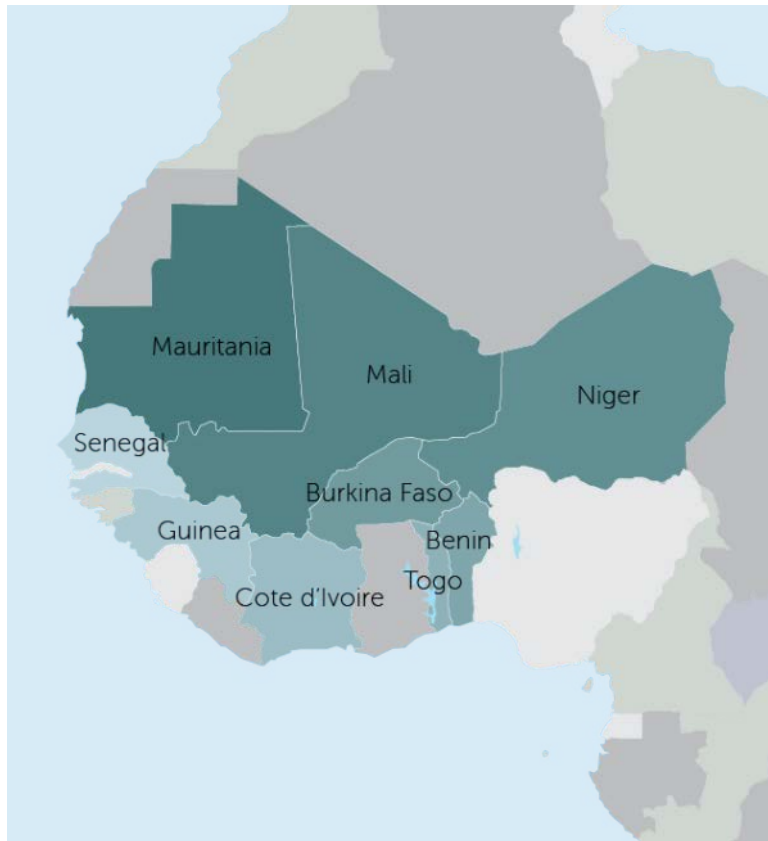 Mauritania
Mali
Niger
Senegal
Burkina Faso
Guinea
Benin
Togo
Cote d'Ivoire